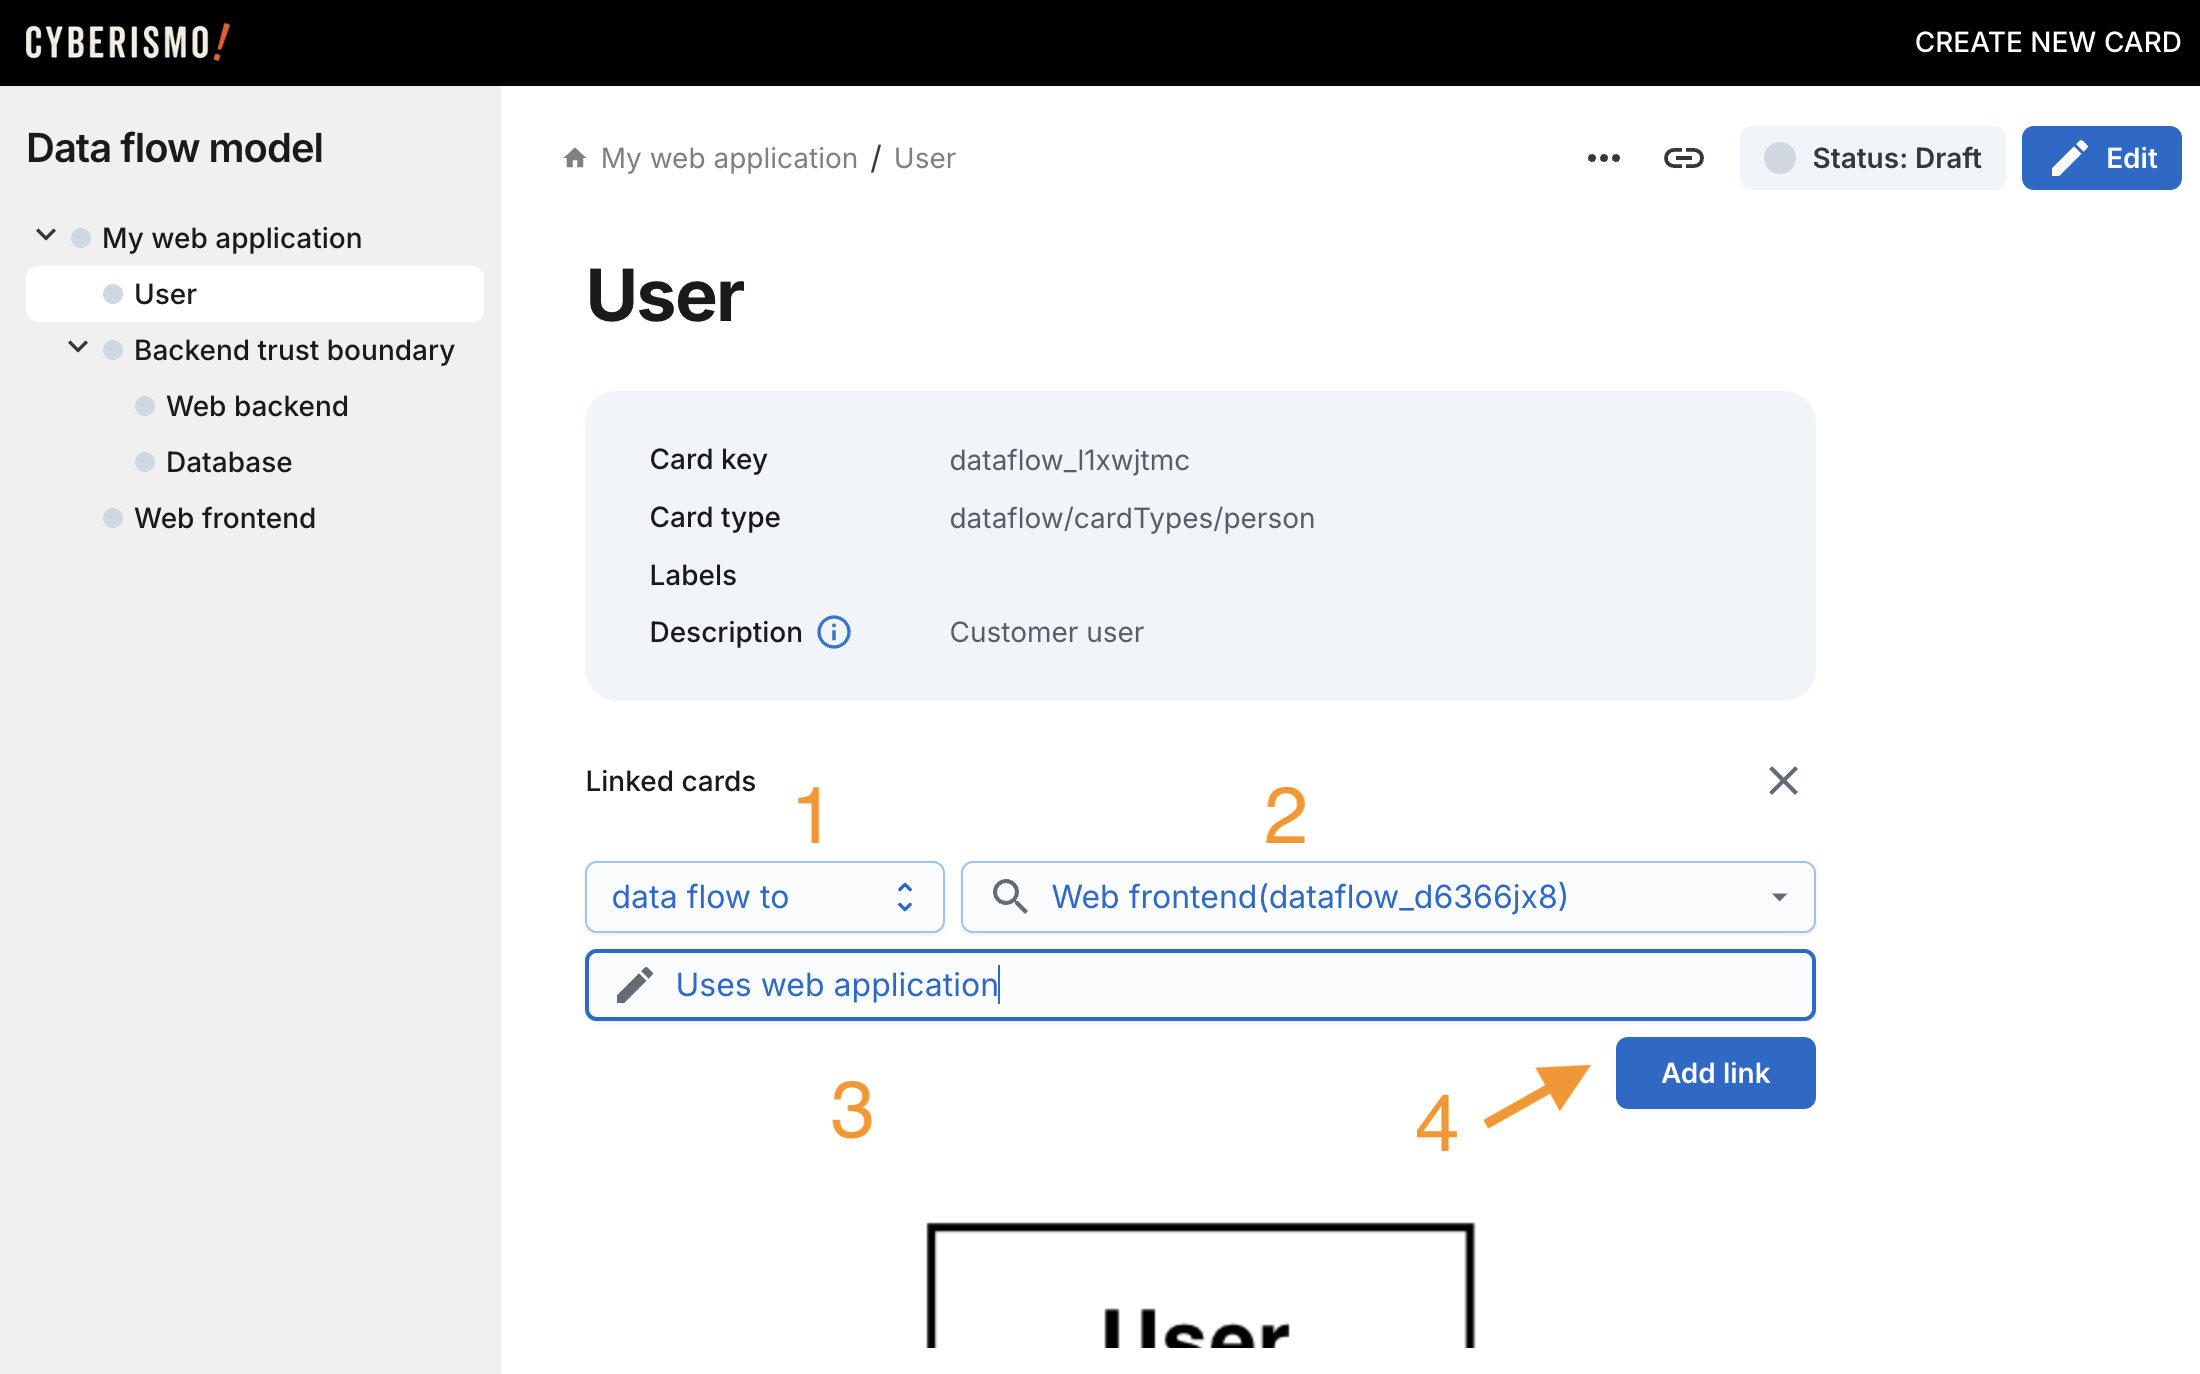 CYBERISMO!
CREATE NEW CARD
Data flow model
My web application
User
Backend trust boundary
Web backend
Database
Web frontend
My web application / User
Status: Draft
Edit
User
Card key dataflow_l1xwjtmc
Card type dataflow/cardTypes/person
Labels
Description Customer user
Linked cards
1
2
data flow to
Web frontend(dataflow_d6366jx8)
Uses web application
Add link
3
4
User